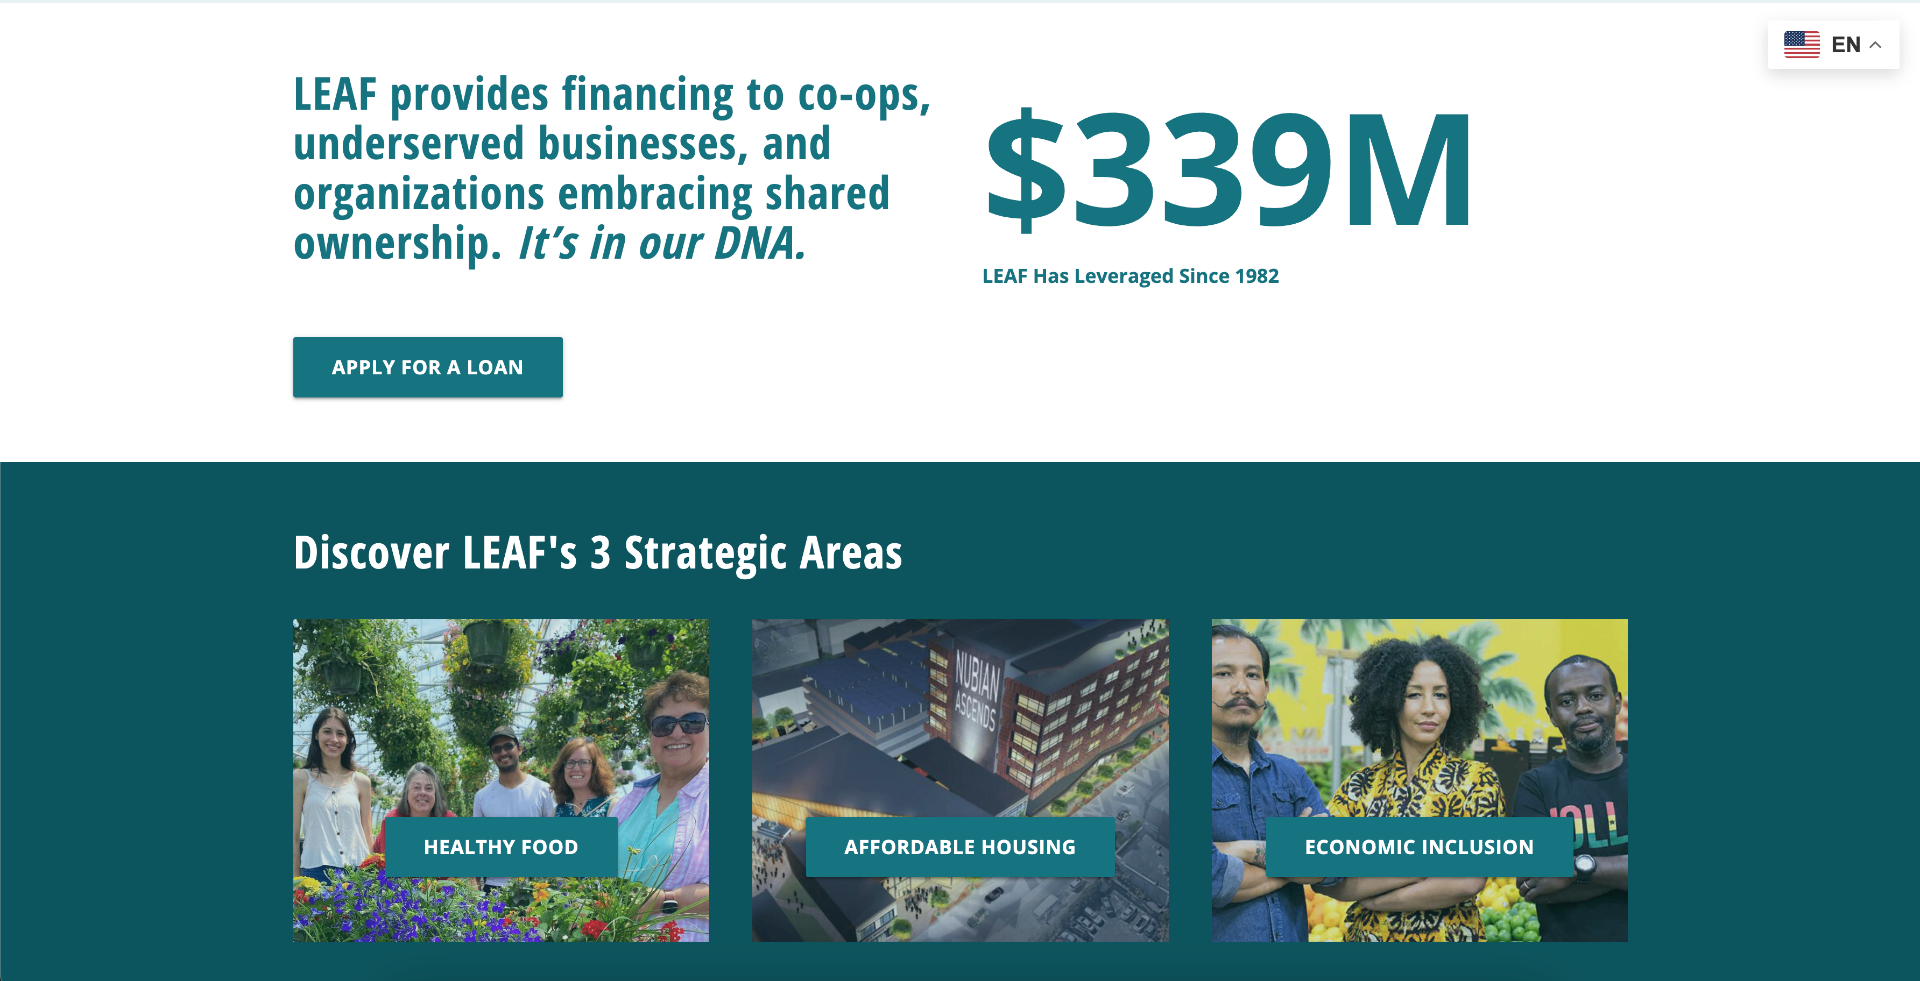 EN
LEAF provides financing to co-ops,
underserved businesses, and
organizations embracing shared
ownership. It’s in our DNA.
$339M
LEAF Has Leveraged Since 1982
APPLY FOR A LOAN
Discover LEAF's 3 Strategic Areas
HEALTHY FOOD
NUBIAN
ASCENDS
AFFORDABLE HOUSING
ECONOMIC INCLUSION